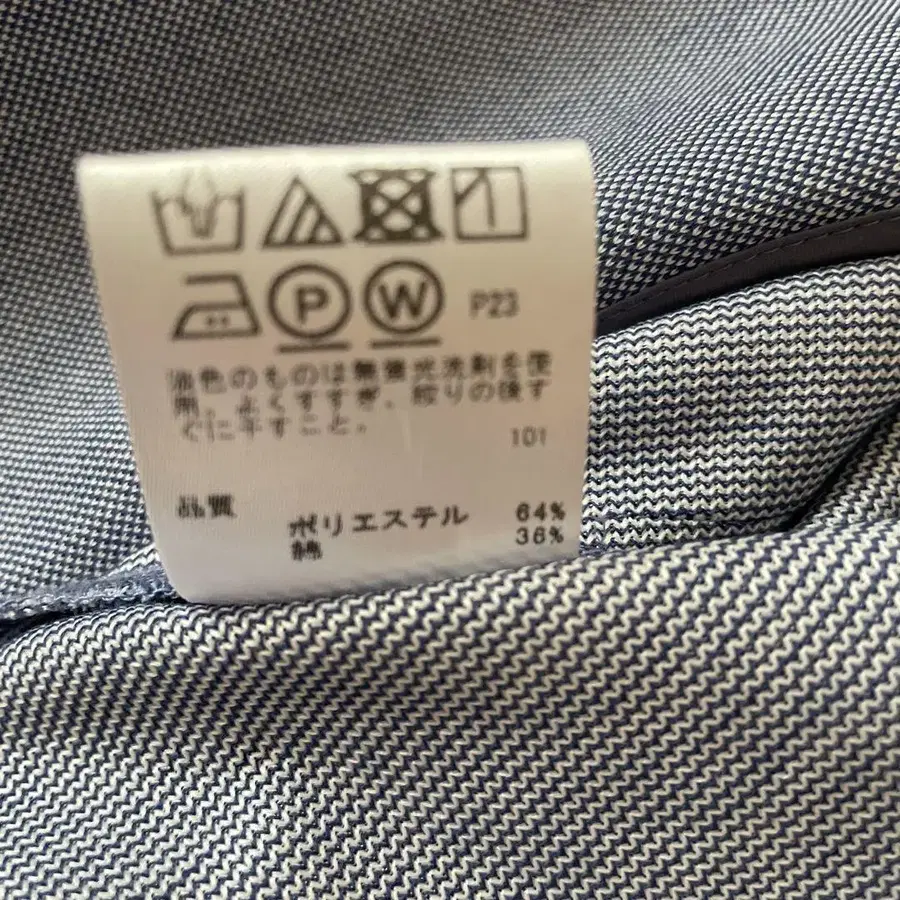 P W P23
淡色のものは無蛍光洗剤を使
用、よくすすぎ、絞りの後す
ぐに干すこと。
101
品質
ポリエステル 64%
綿 36%